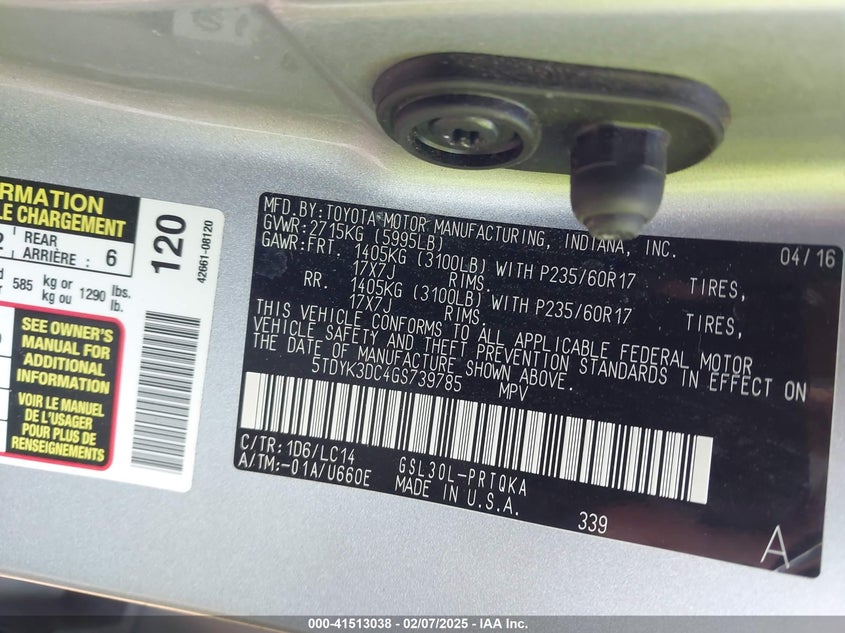 RMATION
LE CHARGEMENT
2 REAR
ARRIÈRE : 6
585 kg or 1290 lbs.
kg ou lb.
SEE OWNER'S
MANUAL FOR
ADDITIONAL
INFORMATION
VOIR LE MANUEL
DE L'USAGER
POUR PLUS DE
RENSEIGNEMENTS
120
42661-08120
MFD.BY:TOYOTA MOTOR MANUFACTURING, INDIANA, INC. 04/16
GVWR:2715KG (5995LB)
GAWR:FRT. 1405KG (3100LB) WITH P235/60R17 TIRES,
17X7J RIMS.
RR. 1405KG (3100LB) WITH P235/60R17 TIRES,
17X7J RIMS.
THIS VEHICLE CONFORMS TO ALL APPLICABLE FEDERAL MOTOR
VEHICLE SAFETY AND THEFT PREVENTION STANDARDS IN EFFECT ON
THE DATE OF MANUFACTURE SHOWN ABOVE.
5TDYK3DC4GS739785 MPV
C/TR:1D6/LC14 GSL30L-PRTQKA
A/TM:-01A/U660E MADE IN U.S.A.
339
A
000-41513038 - 02/07/2025 - IAA Inc.